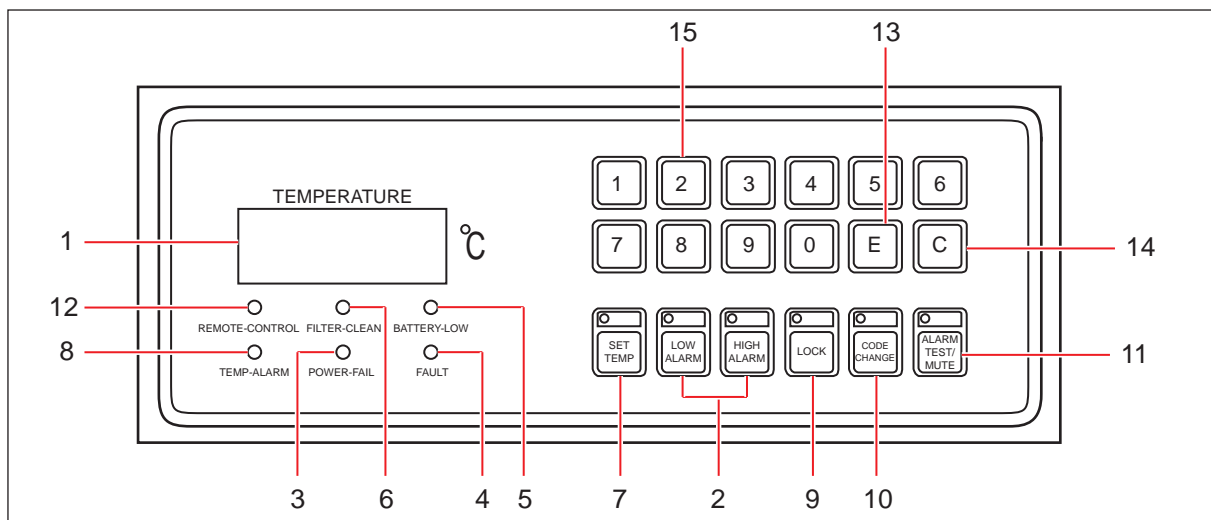 15 13
1 2 3 4 5 6
TEMPERATURE
1 °C 7 8 9 0 E C 14
12 REMOTE-CONTROL FILTER-CLEAN BATTERY-LOW
8 TEMP-ALARM POWER-FAIL FAULT
SET
TEMP
LOW
ALARM
HIGH
ALARM
LOCK
CODE
CHANGE
ALARM
TEST/
MUTE
11
3 6 4 5 7 2 9 10